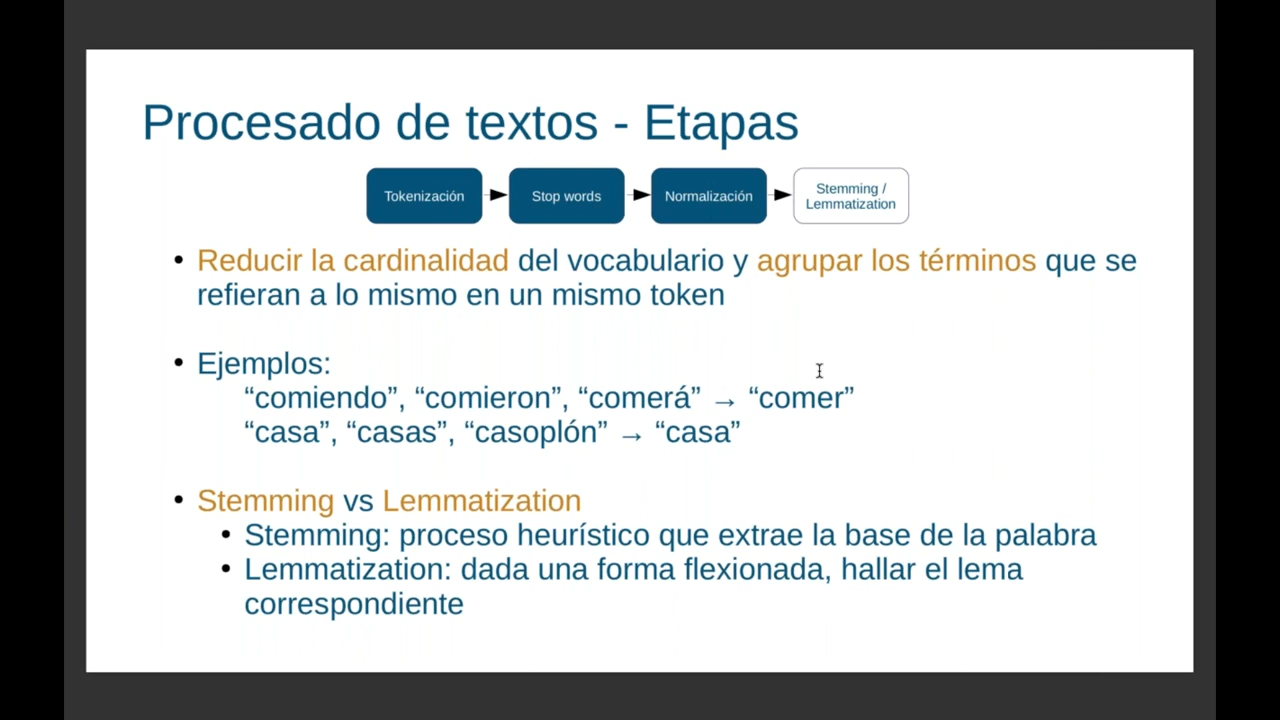 Procesado de textos - Etapas
Tokenización
Stop words
Normalización
Stemming /
Lemmatization
Reducir la cardinalidad del vocabulario y agrupar los términos que se
refieran a lo mismo en un mismo token
Ejemplos:
“comiendo”, “comieron”, “comerá” → “comer”
“casa”, “casas”, “casoplón” → “casa”
Stemming vs Lemmatization
Stemming: proceso heurístico que extrae la base de la palabra
Lemmatization: dada una forma flexionada, hallar el lema
correspondiente